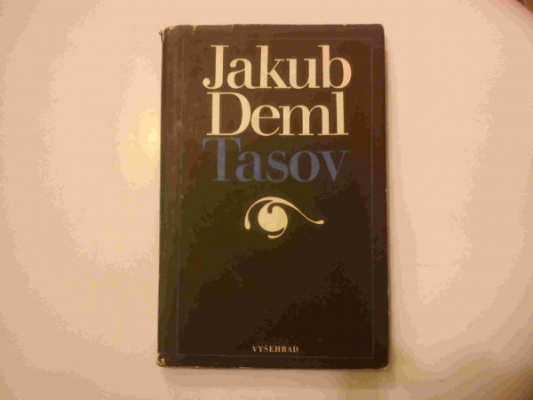 Jakub
Deml
Tasov
VYSEHRAD